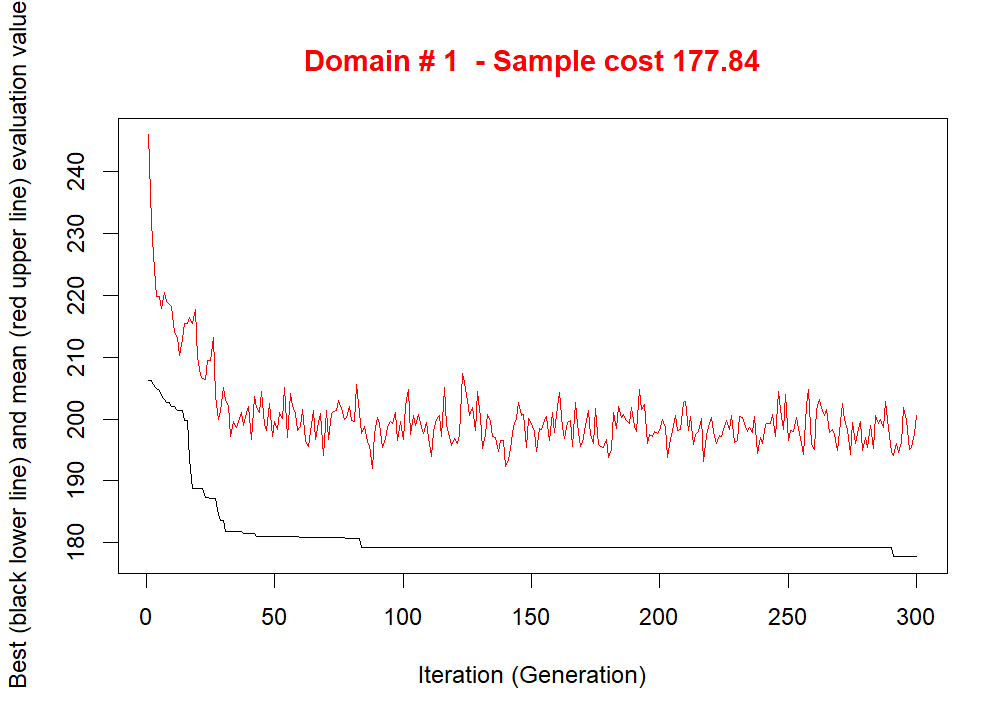 Domain # 1  - Sample cost 177.84
Best (black lower line) and mean (red upper line) evaluation value
240
230
220
210
200
190
180
0 50 100 150 200 250 300
Iteration (Generation)